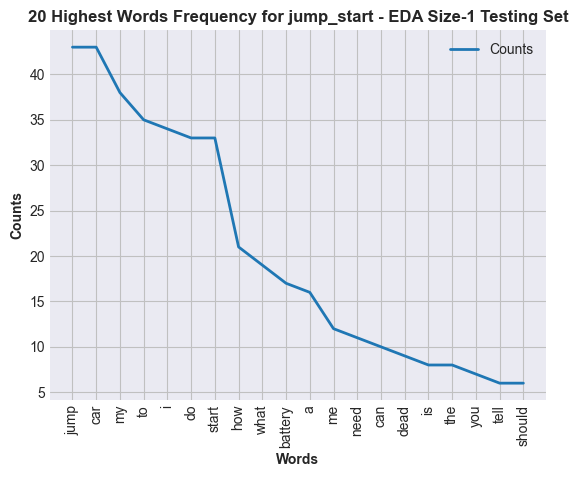 20 Highest Words Frequency for jump_start - EDA Size-1 Testing Set
Counts
40
35
30
25
20
15
10
5
Counts
jump
car
my
to
i
do
start
how
what
battery
a
me
need
can
dead
is
the
you
tell
should
Words